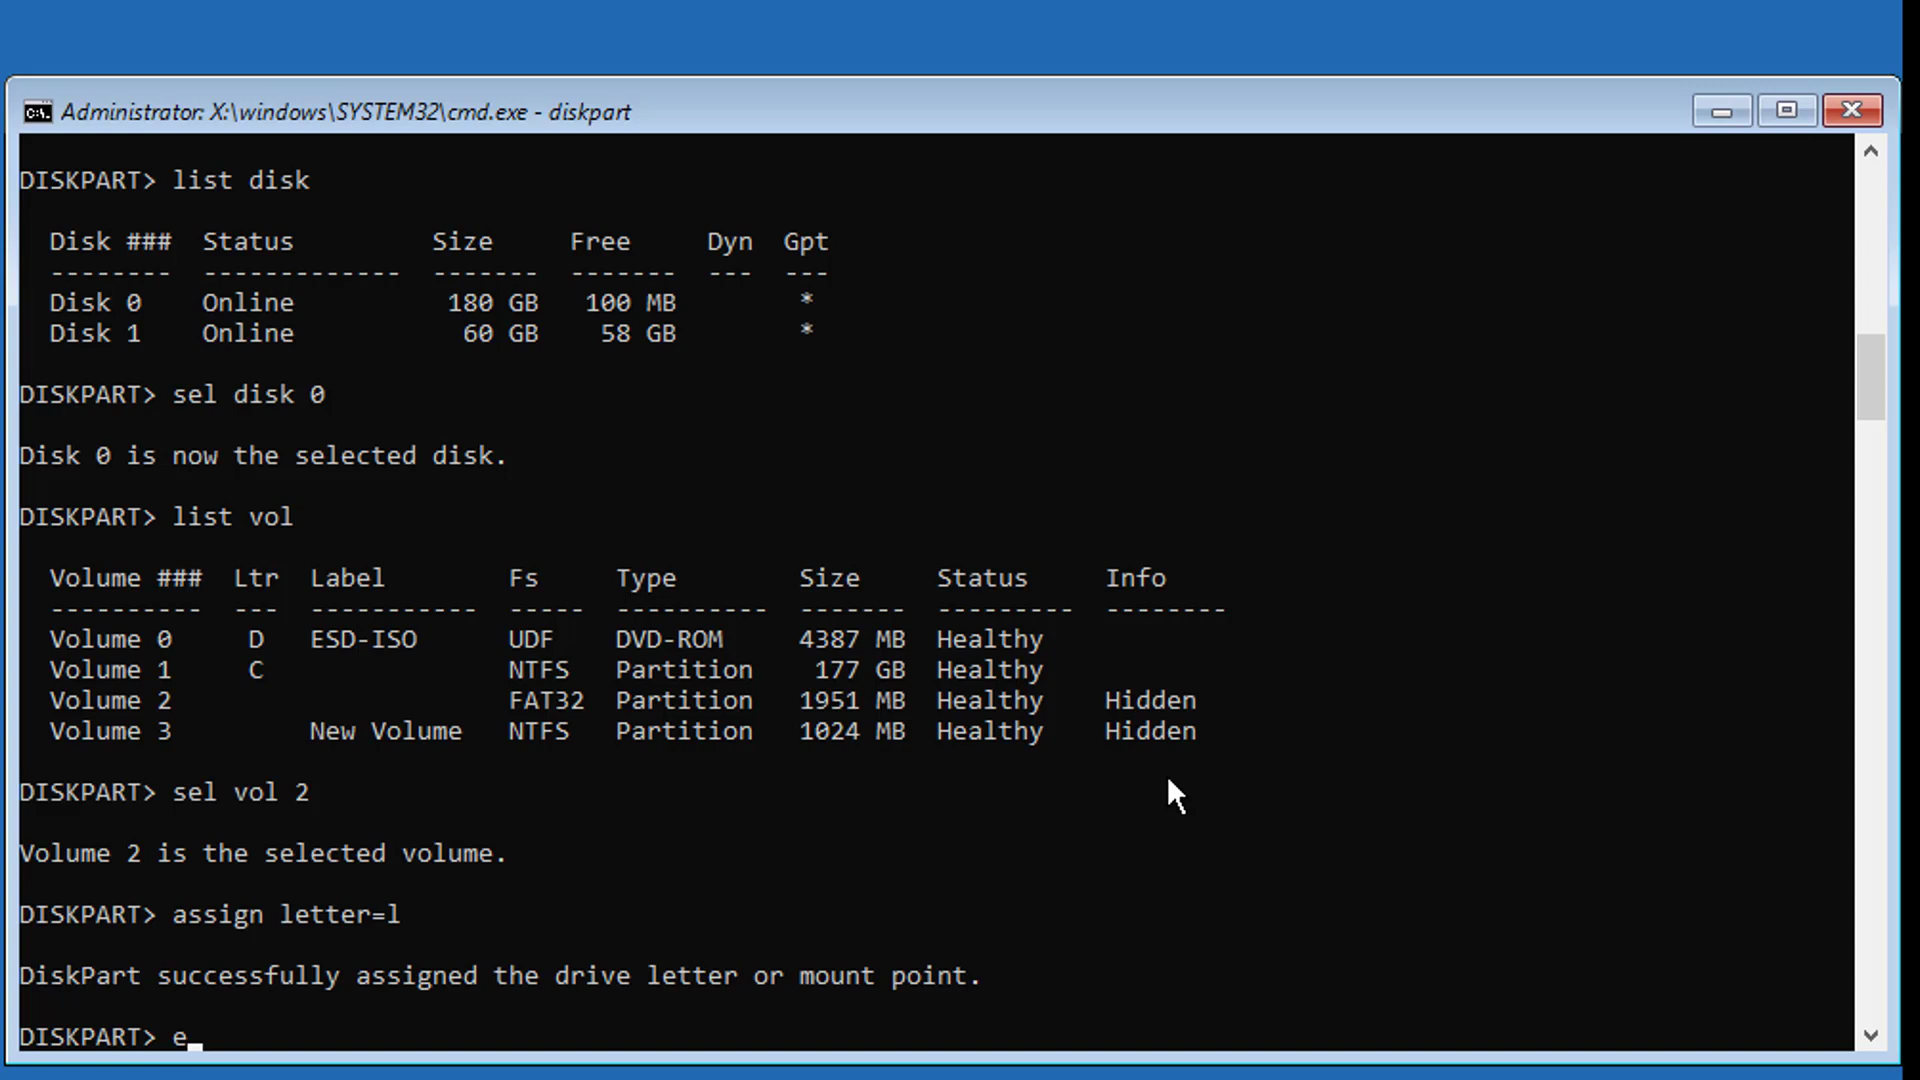 Administrator: X:\windows\SYSTEM32\cmd.exe - diskpart
DISKPART> list disk
Disk ### Status Size Free Dyn Gpt
-------- ------------- ------- ------- --- ---
Disk 0 Online 180 GB 100 MB *
Disk 1 Online 60 GB 58 GB *
DISKPART> sel disk 0
Disk 0 is now the selected disk.
DISKPART> list vol
Volume ### Ltr Label Fs Type Size Status Info
---------- --- ----------- ----- ---------- ------- --------- --------
Volume 0 D ESD-ISO UDF DVD-ROM 4387 MB Healthy
Volume 1 C NTFS Partition 177 GB Healthy
Volume 2 FAT32 Partition 1951 MB Healthy Hidden
Volume 3 New Volume NTFS Partition 1024 MB Healthy Hidden
DISKPART> sel vol 2
Volume 2 is the selected volume.
DISKPART> assign letter=l
DiskPart successfully assigned the drive letter or mount point.
DISKPART> e